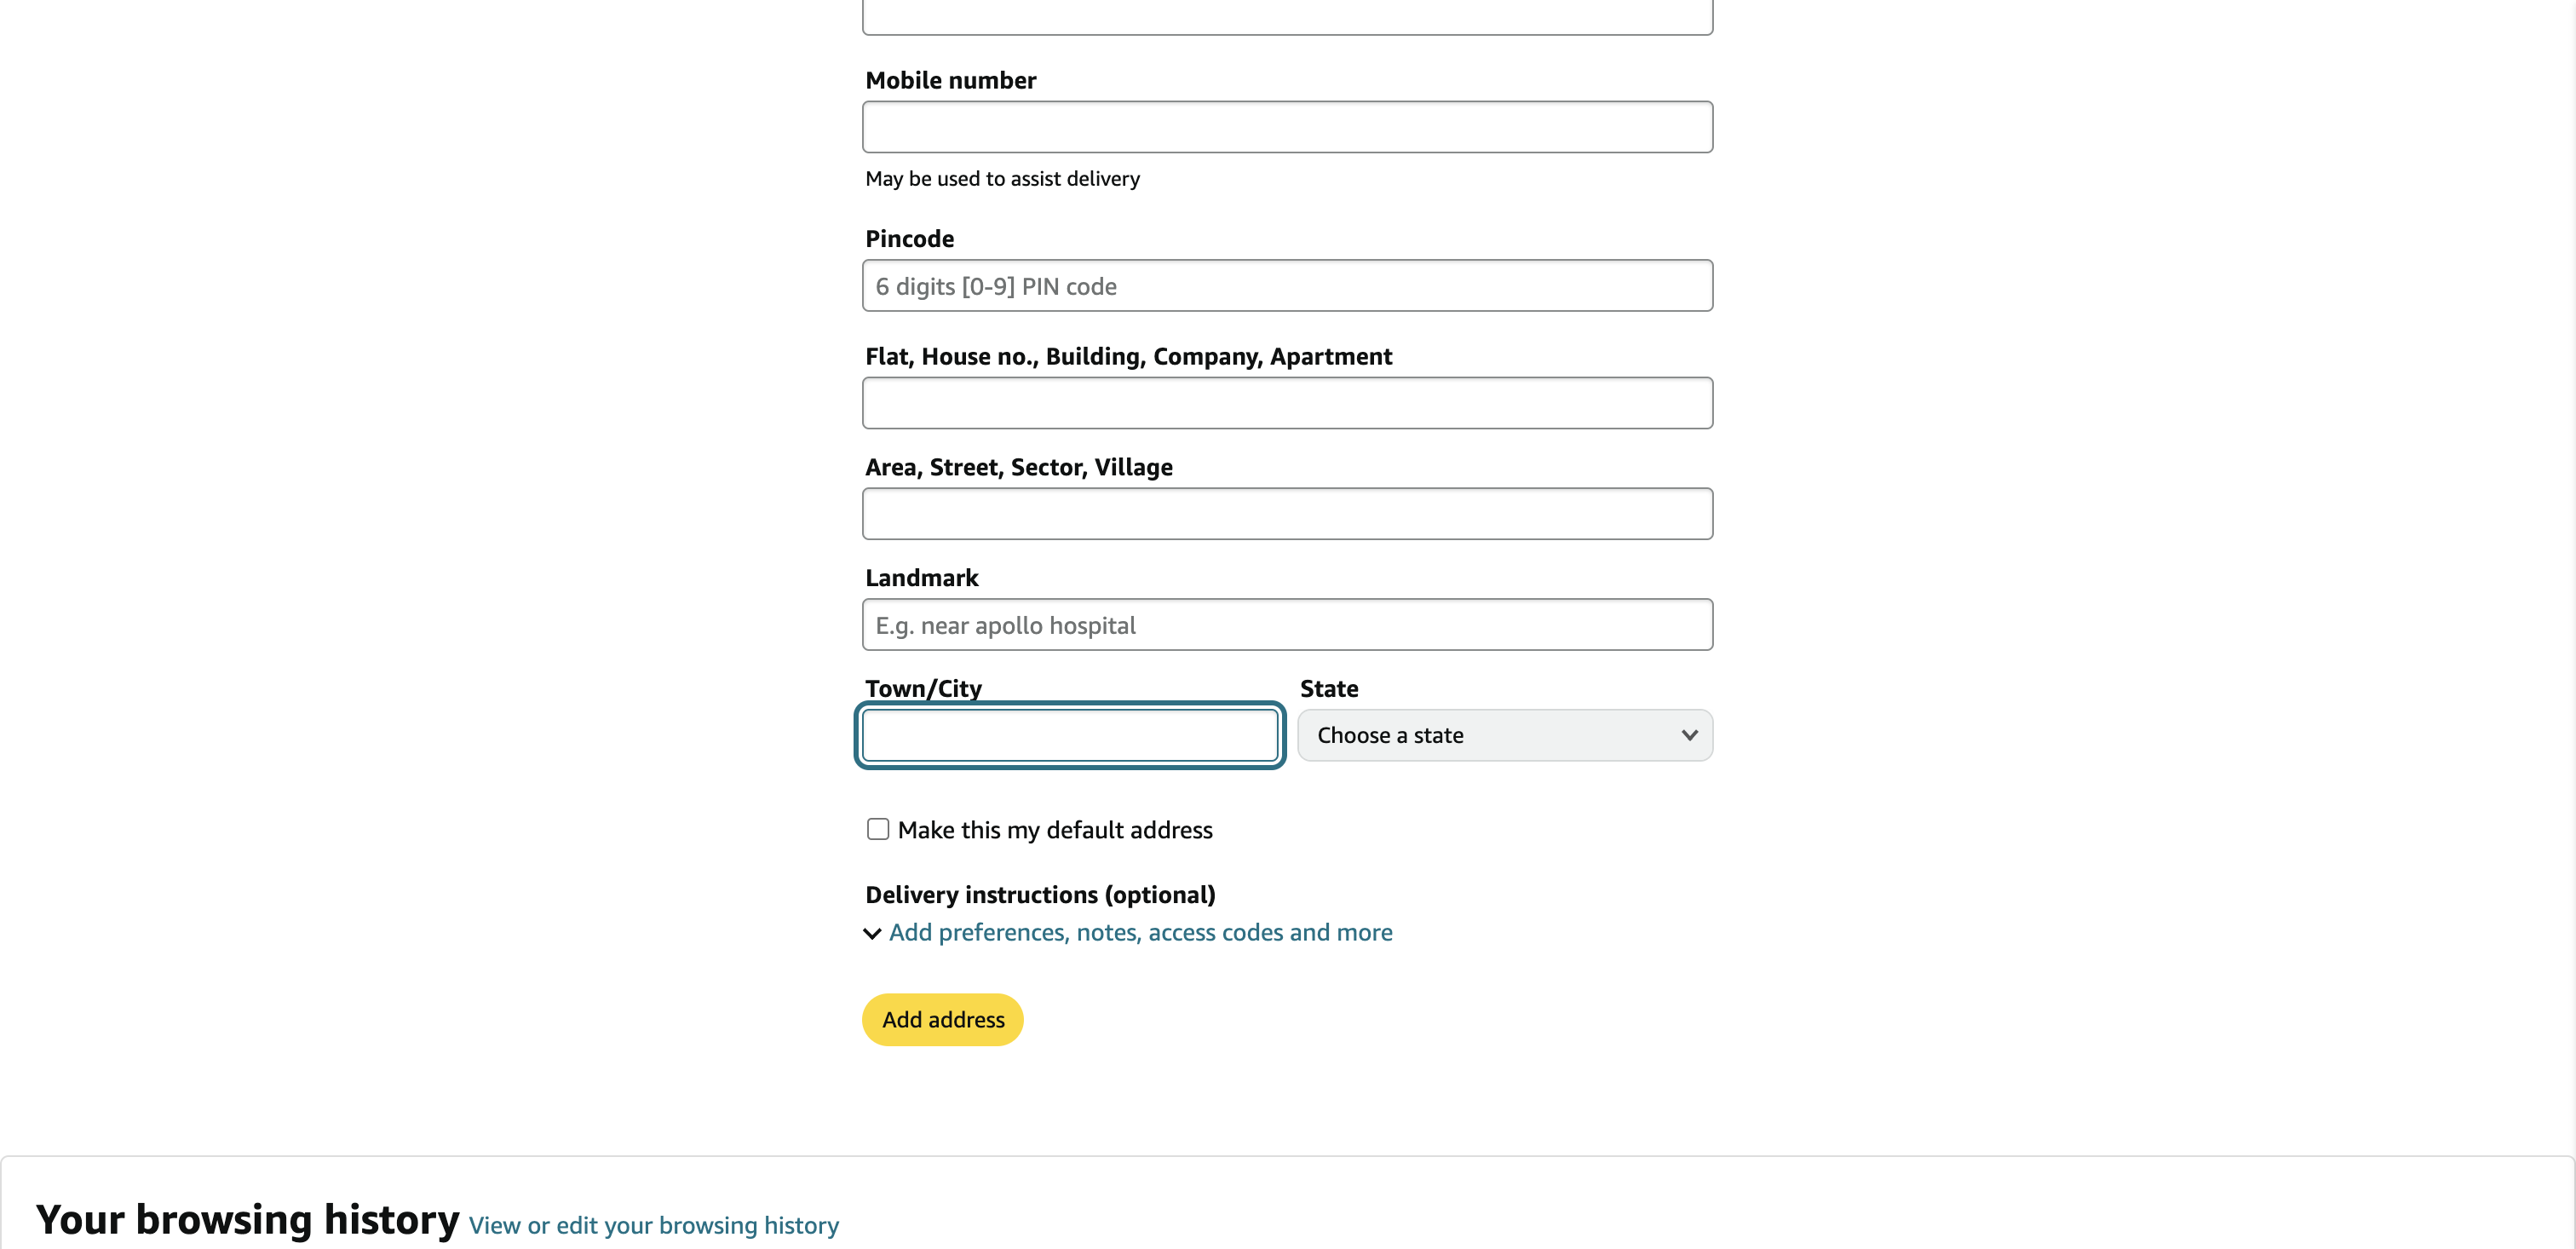 Mobile number
May be used to assist delivery
Pincode
6 digits [0-9] PIN code
Flat, House no., Building, Company, Apartment
Area, Street, Sector, Village
Landmark
E.g. near apollo hospital
Town/City State
Choose a state
Make this my default address
Delivery instructions (optional)
Add preferences, notes, access codes and more
Add address
Your browsing history View or edit your browsing history